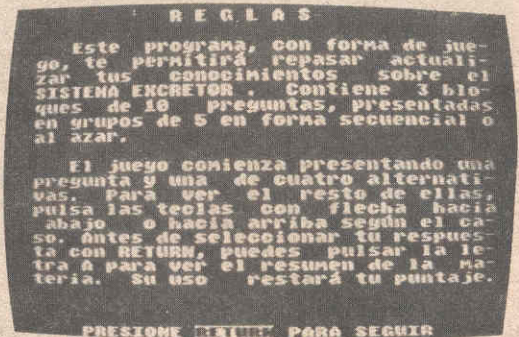 REGLAS
Este programa, con forma de jue-
go, te permitirá repasar actuali-
zar tus conocimientos sobre el
SISTEMA EXCRETOR . Contiene 3 blo-
ques de 10 preguntas, presentadas
en grupos de 5 en forma secuencial o
al azar.
El juego comienza presentando una
pregunta y una de cuatro alternati-
vas. Para ver el resto de ellas,
pulsa las teclas con flecha hacia
abajo o hacia arriba según el ca-
so. Antes de seleccionar tu respues-
ta con RETURN, puedes pulsar la le-
tra A para ver el resumen de la ma-
teria. Su uso restará tu puntaje.
PRESIONE RETURN PARA SEGUIR